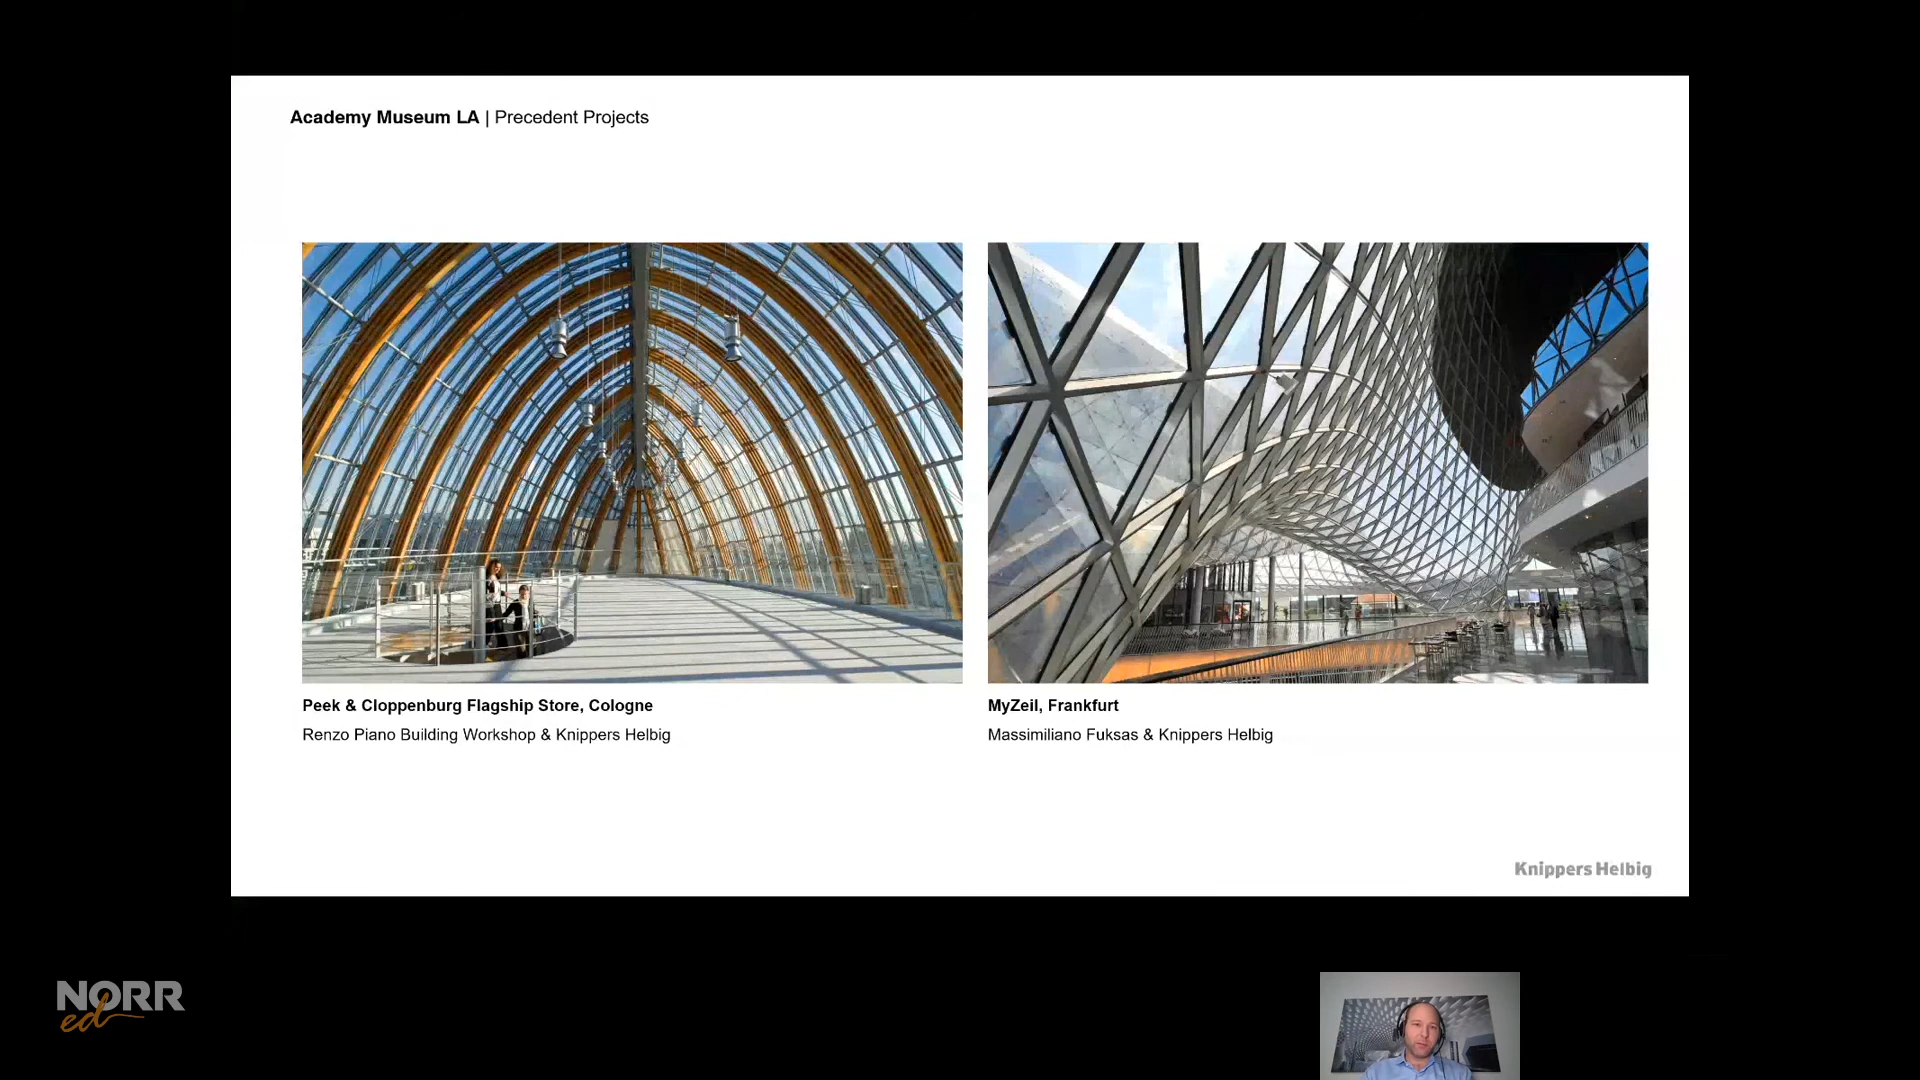 Academy Museum LA | Precedent Projects
Peek & Cloppenburg Flagship Store, Cologne
Renzo Piano Building Workshop & Knippers Helbig
MyZeil, Frankfurt
Massimiliano Fuksas & Knippers Helbig
Knippers Helbig
NORR
ed